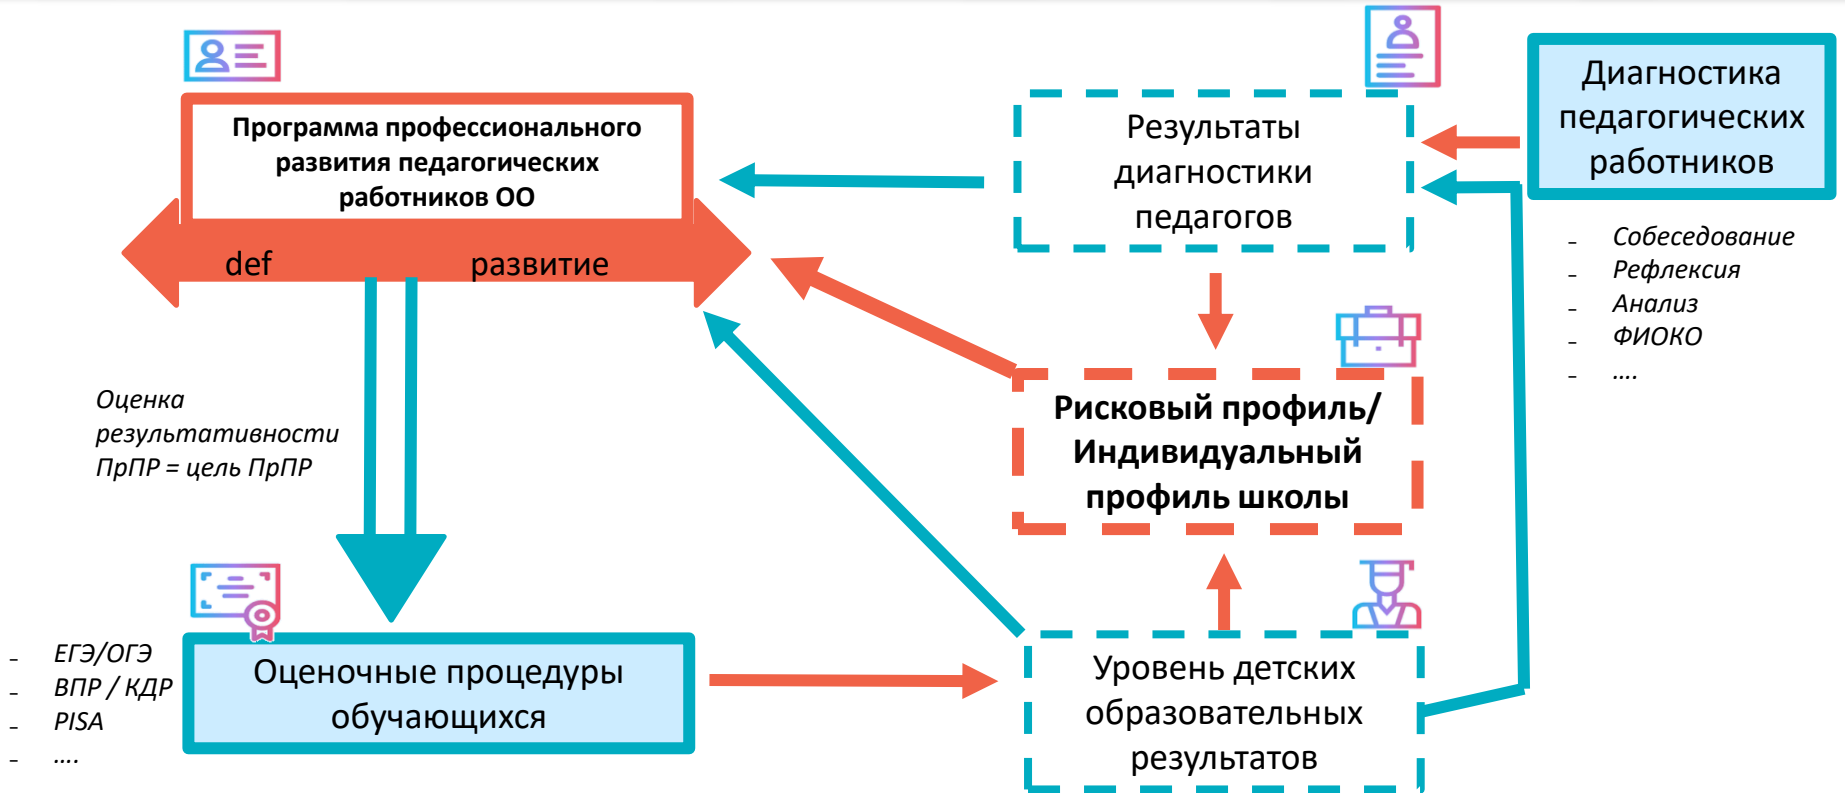 Программа профессионального
развития педагогических
работников ОО
def
развитие
Результаты
диагностики
педагогов
Диагностика
педагогических
работников
- Собеседование
- Рефлексия
- Анализ
- ФИОКО
- ....
Оценка
результативности
ПрПР = цель ПрПР
Рисковый профиль/
Индивидуальный
профиль школы
- ЕГЭ/ОГЭ
- ВПР / КДР
- PISA
- ....
Оценочные процедуры
обучающихся
Уровень детских
образовательных
результатов